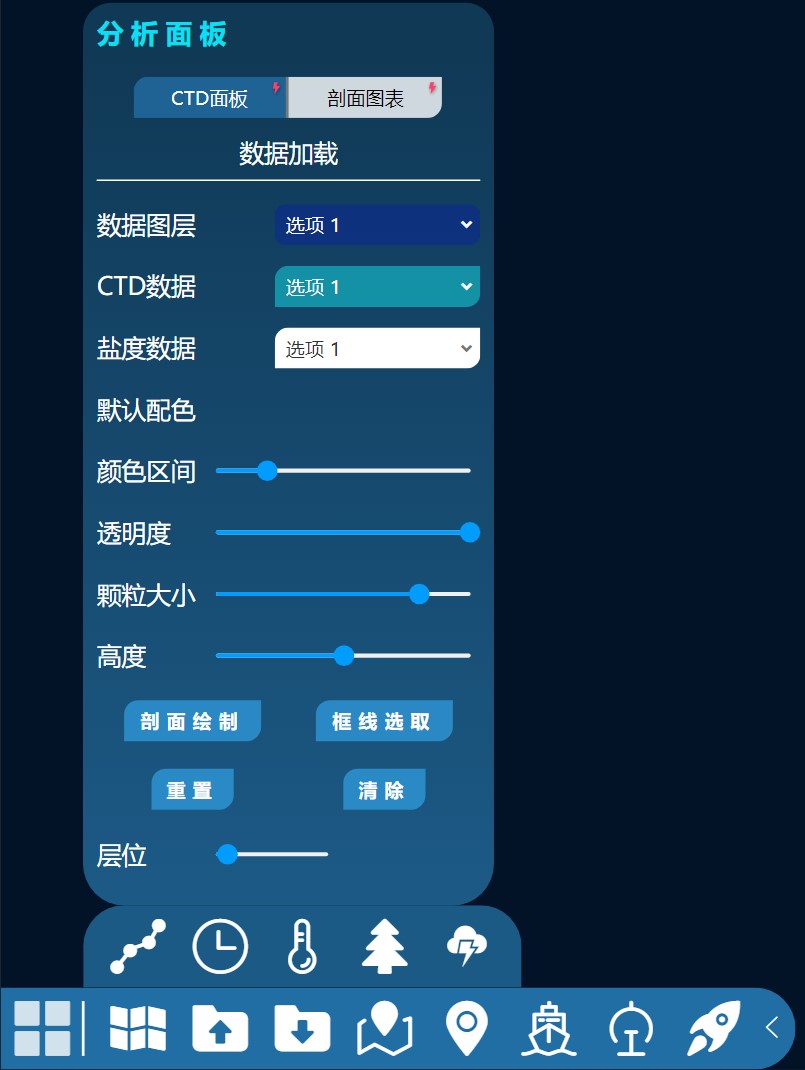 分析面板
CTD面板 剖面图表
数据加载
数据图层 选项 1
CTD数据 选项 1
盐度数据 选项 1
默认配色
颜色区间
透明度
颗粒大小
高度
剖面绘制 框线选取
重置 清除
层位